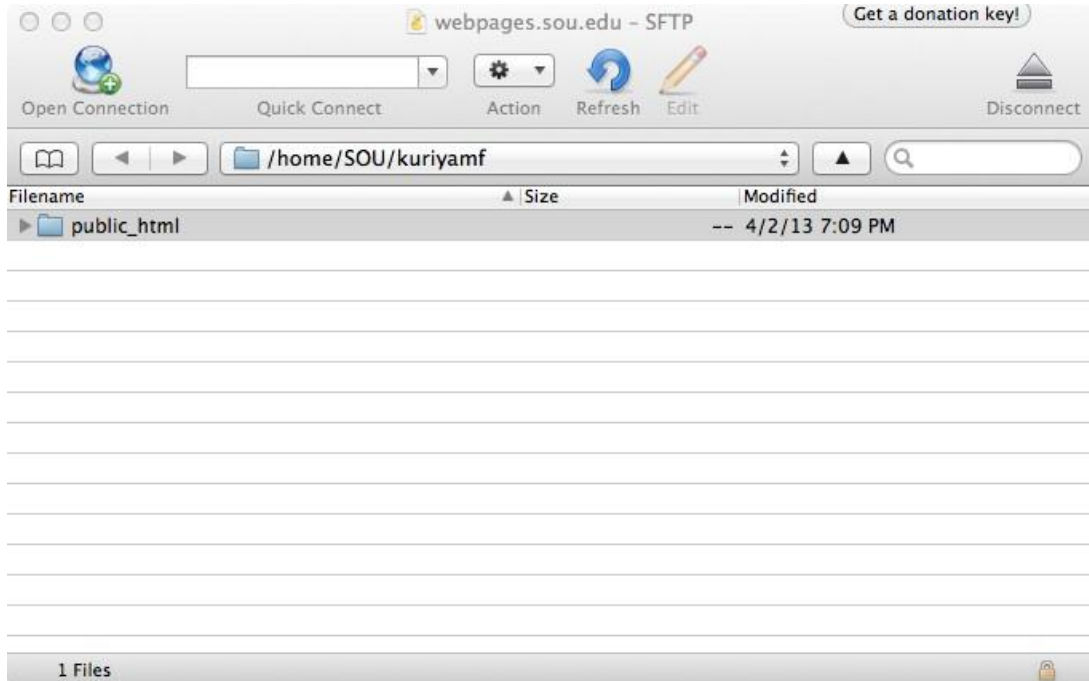 webpages.sou.edu – SFTP Get a donation key!
Open Connection Quick Connect Action Refresh Edit Disconnect
/home/SOU/kuriyamf
Filename Size Modified
public_html -- 4/2/13 7:09 PM
1 Files